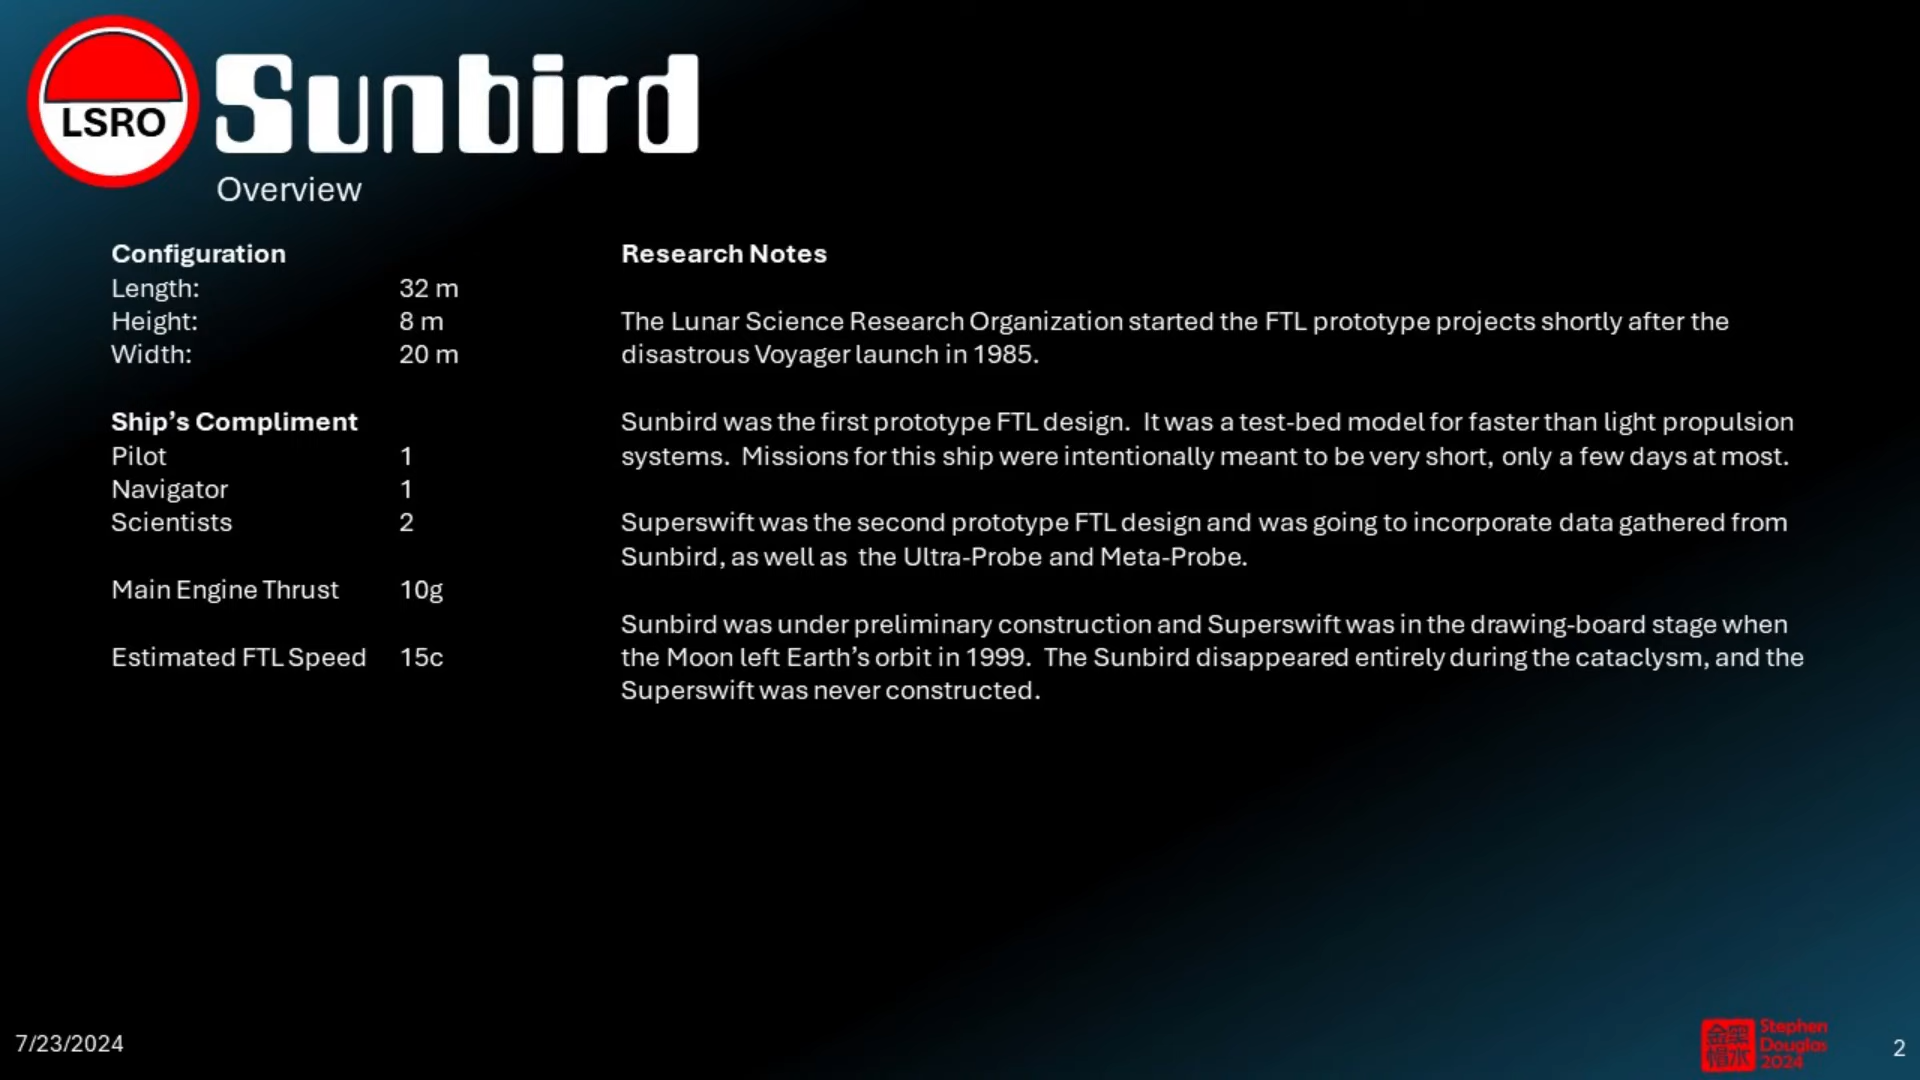 LSRO
Sunbird
Overview
Configuration
Length: 32 m
Height: 8 m
Width: 20 m
Ship’s Compliment
Pilot 1
Navigator 1
Scientists 2
Main Engine Thrust 10g
Estimated FTL Speed 15c
Research Notes
The Lunar Science Research Organization started the FTL prototype projects shortly after the
disastrous Voyager launch in 1985.
Sunbird was the first prototype FTL design.  It was a test-bed model for faster than light propulsion
systems.  Missions for this ship were intentionally meant to be very short, only a few days at most.
Superswift was the second prototype FTL design and was going to incorporate data gathered from
Sunbird, as well as  the Ultra-Probe and Meta-Probe.
Sunbird was under preliminary construction and Superswift was in the drawing-board stage when
the Moon left Earth’s orbit in 1999.  The Sunbird disappeared entirely during the cataclysm, and the
Superswift was never constructed.
7/23/2024
Stephen
Douglas
2024
2